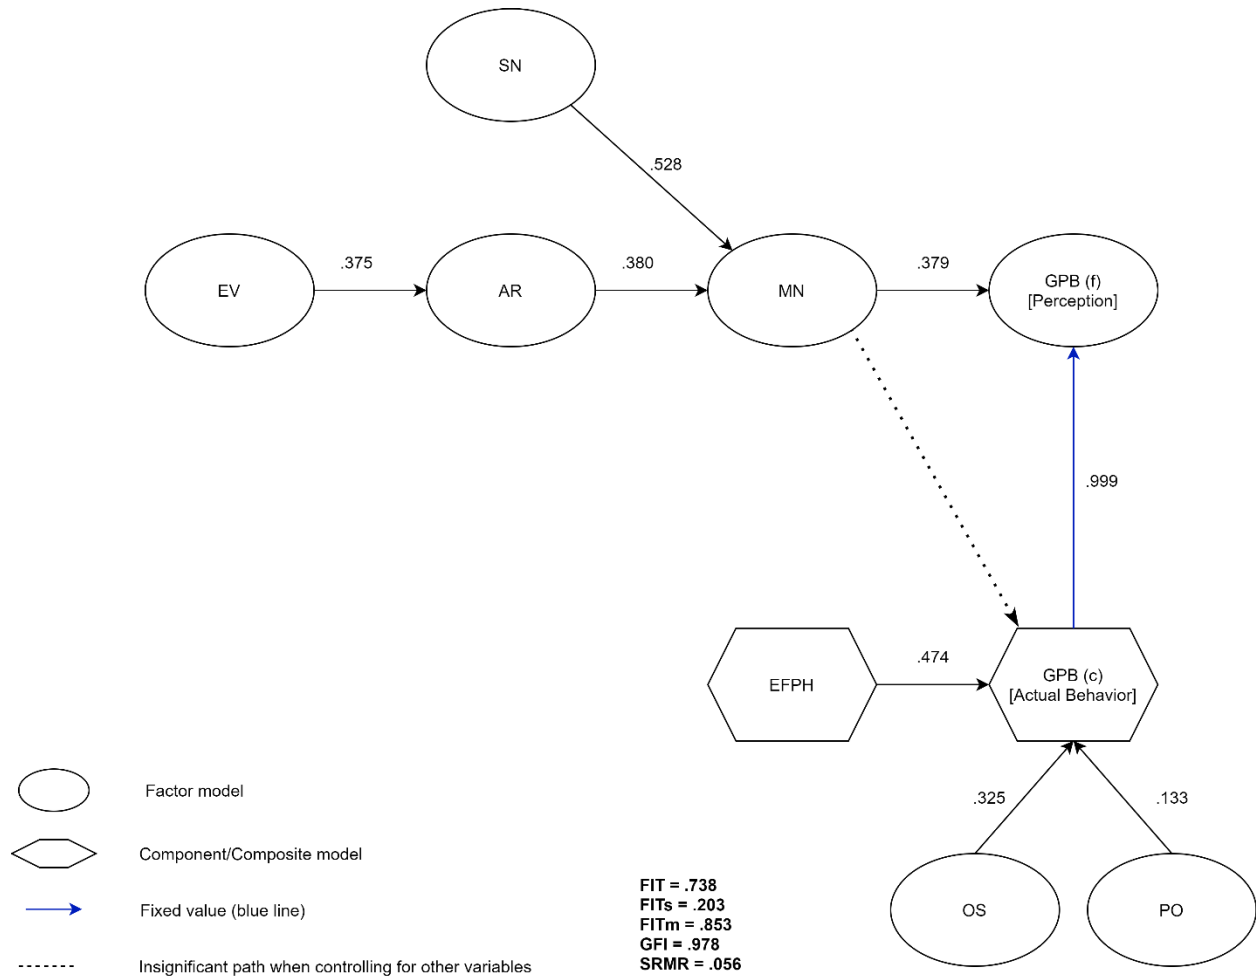 SN
.528
.375
.380
.379
EV
AR
MN
GPB (f)
[Perception]
.999
.474
EFPH
GPB (c)
[Actual Behavior]
.325
.133
OS
PO
Factor model
Component/Composite model
Fixed value (blue line)
Insignificant path when controlling for other variables
FIT = .738
FITs = .203
FITm = .853
GFI = .978
SRMR = .056